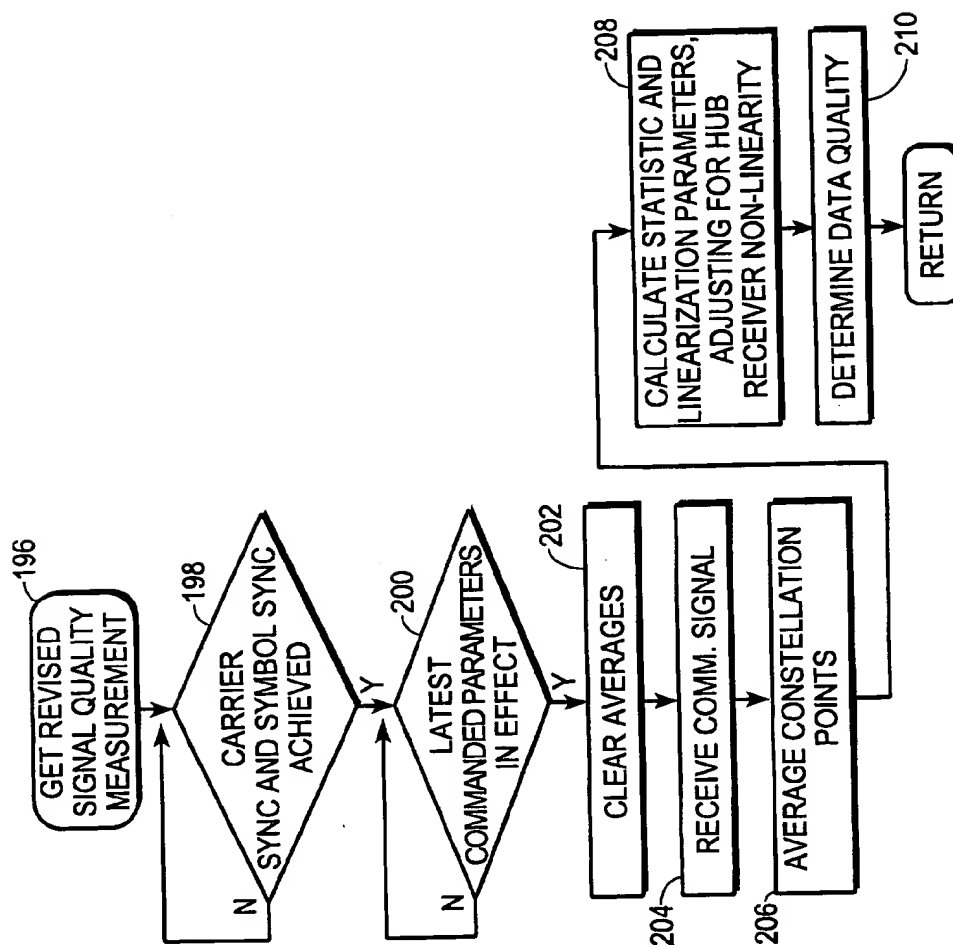 196
GET REVISED
SIGNAL QUALITY
MEASUREMENT
198
CARRIER
SYNC AND SYMBOL SYNC
ACHIEVED
N
Y
200
LATEST
COMMANDED PARAMETERS
IN EFFECT
N
Y
202
CLEAR AVERAGES
204
RECEIVE COMM. SIGNAL
206
AVERAGE CONSTELLATION
POINTS
208
CALCULATE STATISTIC AND
LINEARIZATION PARAMETERS,
ADJUSTING FOR HUB
RECEIVER NON-LINEARITY
210
DETERMINE DATA QUALITY
RETURN